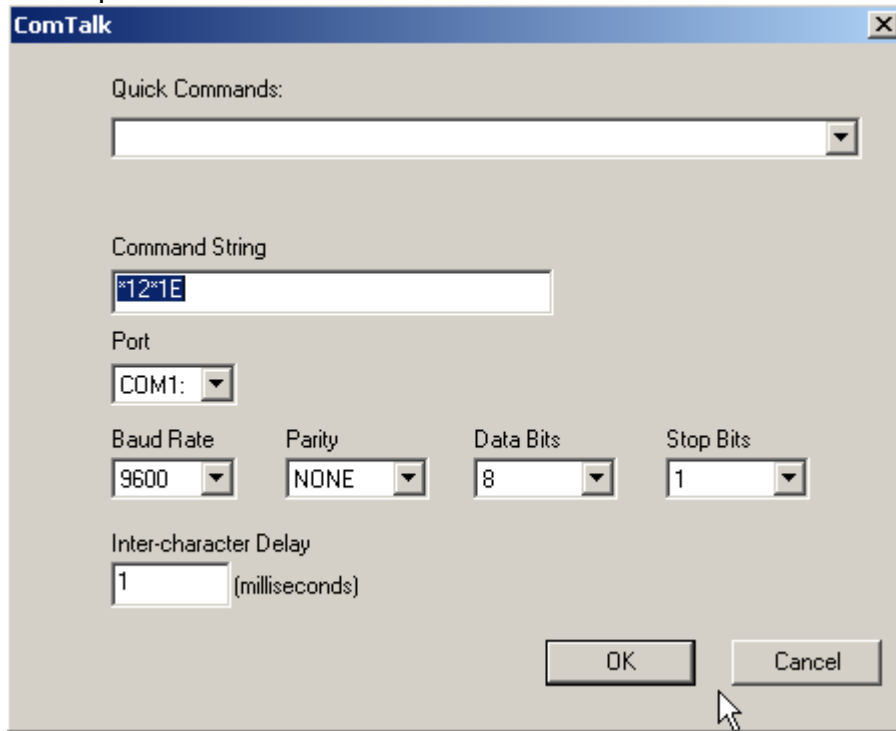 ComTalk
Quick Commands:
Command String
*12*1E
Port
COM1:
Baud Rate Parity Data Bits Stop Bits
9600 NONE 8 1
Inter-character Delay
1 (milliseconds)
OK Cancel